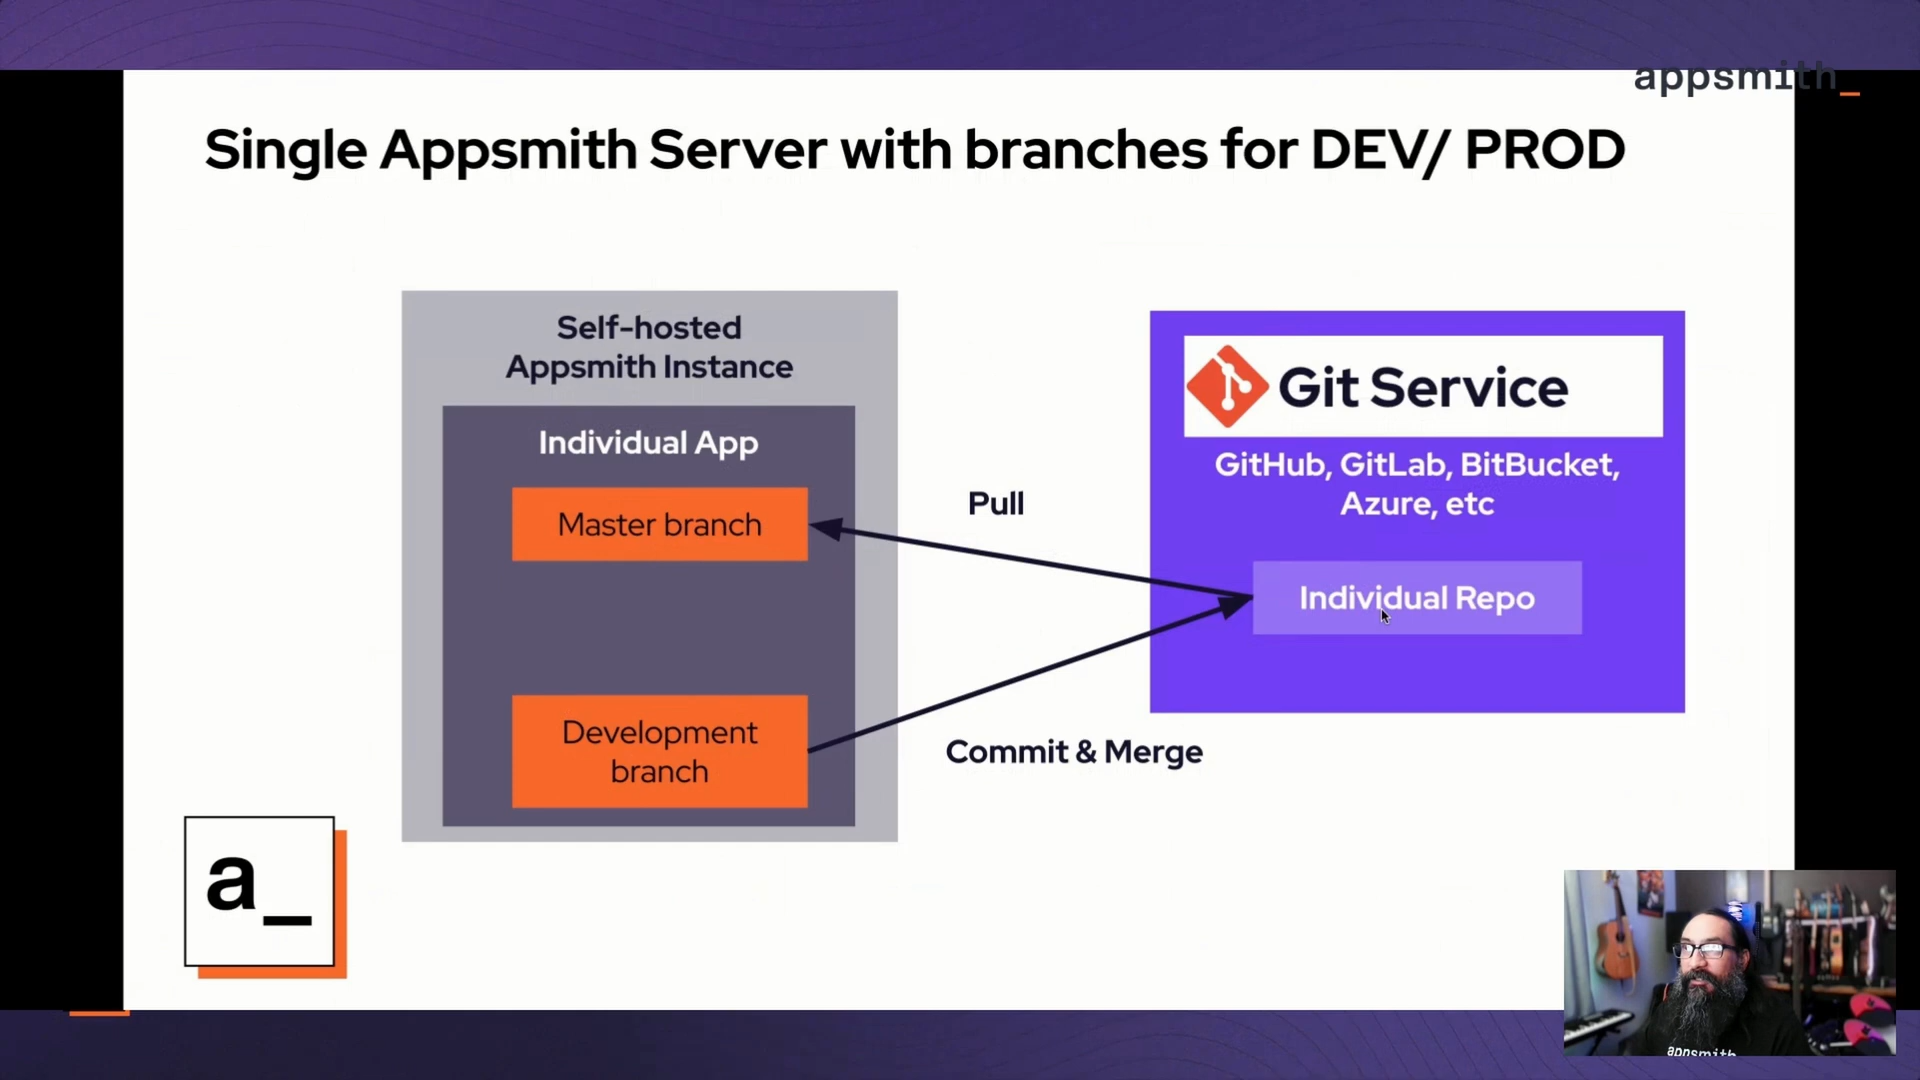 appsmith_
Single Appsmith Server with branches for DEV/ PROD
Self-hosted
Appsmith Instance
Individual App
Master branch
Development
branch
Pull
Commit & Merge
Git Service
GitHub, GitLab, BitBucket,
Azure, etc
Individual Repo
a_
appsmith